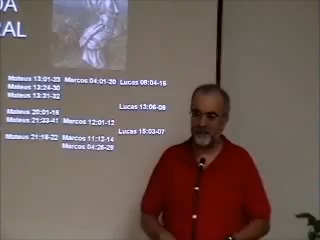 DA
RAL
Mateus 13:01-23 Marcos 04:01-20 Lucas 08:04-15
Mateus 13:24-30
Mateus 13:31-32
Lucas 13:06-09
Mateus 20:01-16
Mateus 21:33-41 Marcos 12:01-12
Lucas 15:03-07
Mateus 21:18-22 Marcos 11:12-14
Marcos 04:26-29